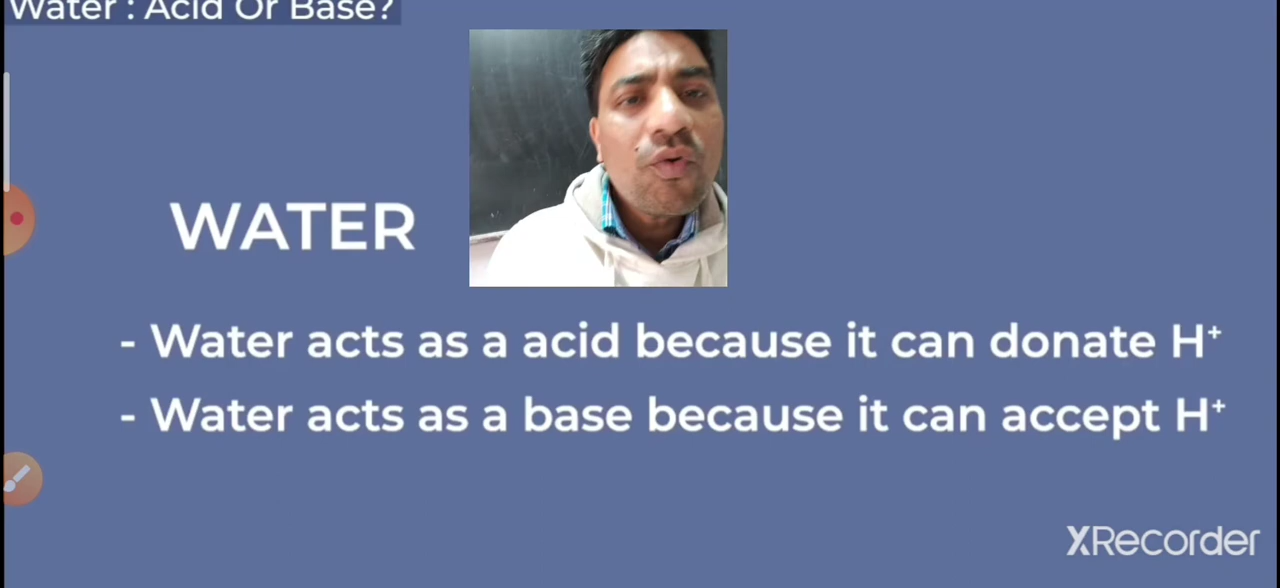 Water : Acid Or Base?
WATER
- Water acts as a acid because it can donate H⁺
- Water acts as a base because it can accept H⁺
XRecorder